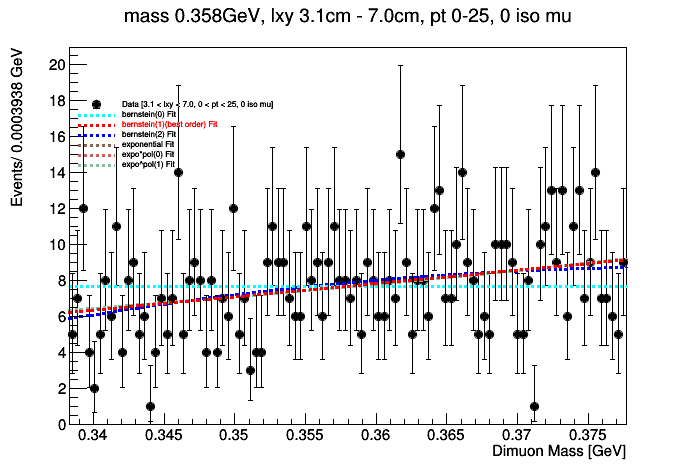 mass 0.358GeV, lxy 3.1cm - 7.0cm, pt 0-25, 0 iso mu
Events/ 0.0003938 GeV
20
18
16
14
12
10
8
6
4
2
0
Data [3.1 < lxy < 7.0, 0 < pt < 25, 0 iso mu]
bernstein(0) Fit
bernstein(1)(best order) Fit
bernstein(2) Fit
exponential Fit
expo*pol(0) Fit
expo*pol(1) Fit
0.34 0.345 0.35 0.355 0.36 0.365 0.37 0.375
Dimuon Mass [GeV]